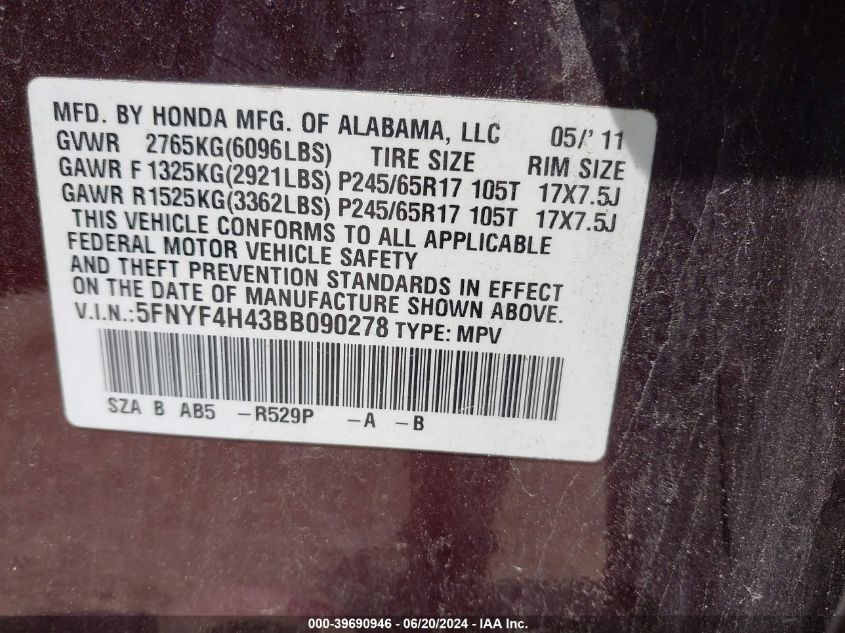 MFD. BY HONDA MFG. OF ALABAMA, LLC 05/'11
GVWR 2765KG(6096LBS) TIRE SIZE RIM SIZE
GAWR F 1325KG(2921LBS) P245/65R17 105T 17X7.5J
GAWR R1525KG(3362LBS) P245/65R17 105T 17X7.5J
THIS VEHICLE CONFORMS TO ALL APPLICABLE
FEDERAL MOTOR VEHICLE SAFETY
AND THEFT PREVENTION STANDARDS IN EFFECT
ON THE DATE OF MANUFACTURE SHOWN ABOVE.
V.I.N.:5FNYF4H43BB090278 TYPE: MPV
SZA B AB5 -R529P -A -B
000-39690946 - 06/20/2024 - IAAI.COM.